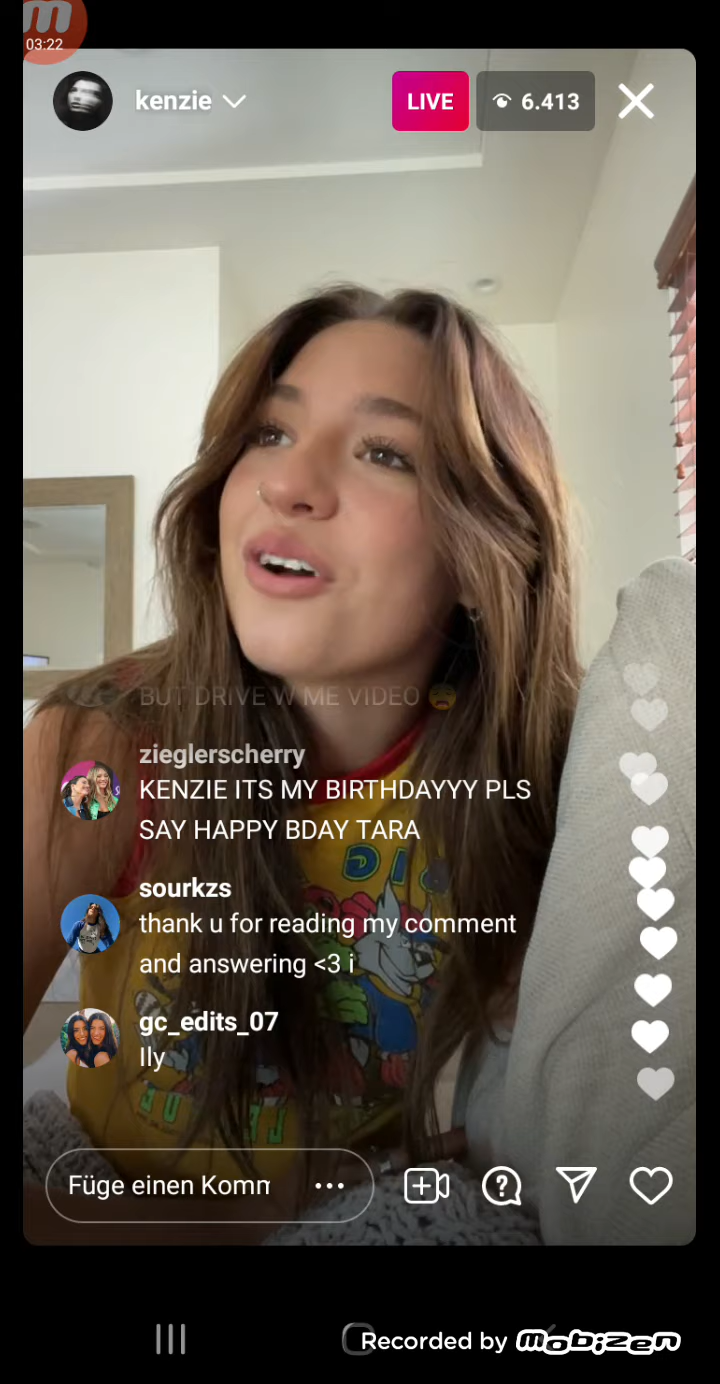 03:22
kenzie
LIVE
6.413
BUT DRIVE W ME VIDEO 😩
zieglerscherry
KENZIE ITS MY BIRTHDAYYY PLS
SAY HAPPY BDAY TARA
sourkzs
thank u for reading my comment
and answering <3 i
gc_edits_07
Ily
Füge einen Komm
Recorded by mobizen